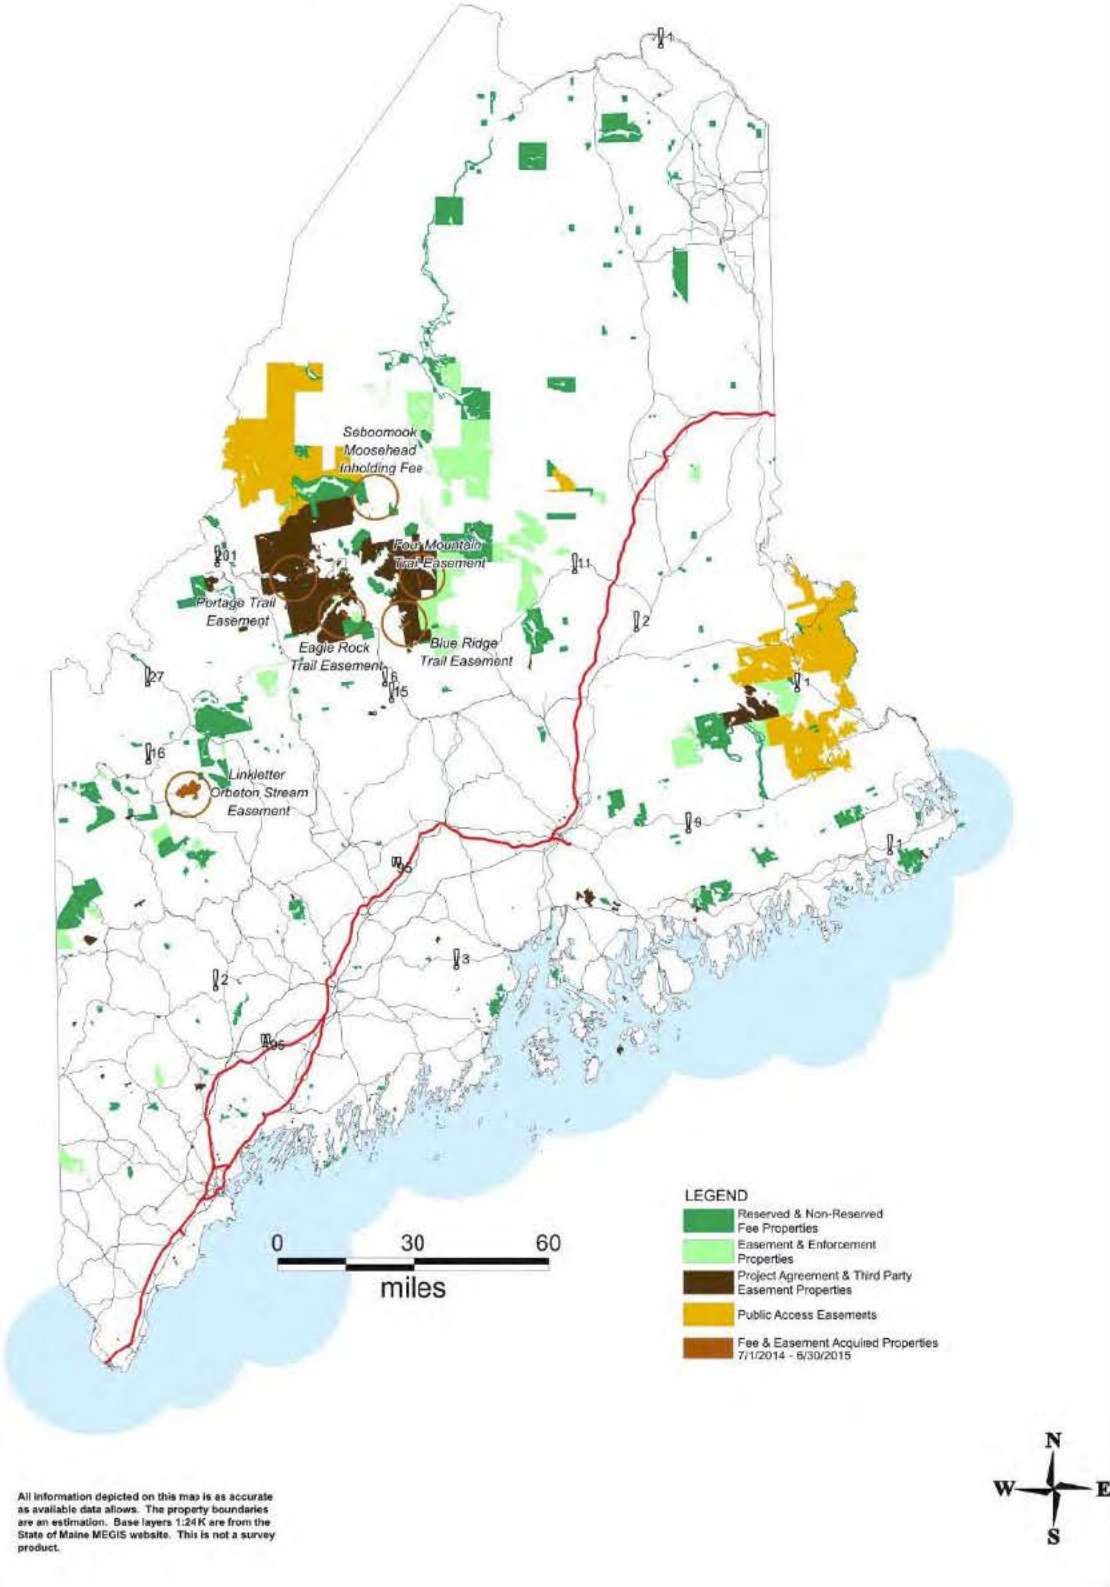 1
Seboomook
Moosehead
Inholding Fee
201
Four Mountain
Trail Easement
11
Portage Trail
Easement
2
Eagle Rock
Trail Easement
Blue Ridge
Trail Easement
27
6
15
1
16
Linkletter
Orbeton Stream
Easement
9
1
95
3
2
495
0 30 60
miles
LEGEND
Reserved & Non-Reserved
Fee Properties
Easement & Enforcement
Properties
Project Agreement & Third Party
Easement Properties
Public Access Easements
Fee & Easement Acquired Properties
7/1/2014 - 6/30/2015
N
W E
S
All information depicted on this map is as accurate
as available data allows. The property boundaries
are an estimation. Base layers 1:24K are from the
State of Maine MEGIS website. This is not a survey
product.